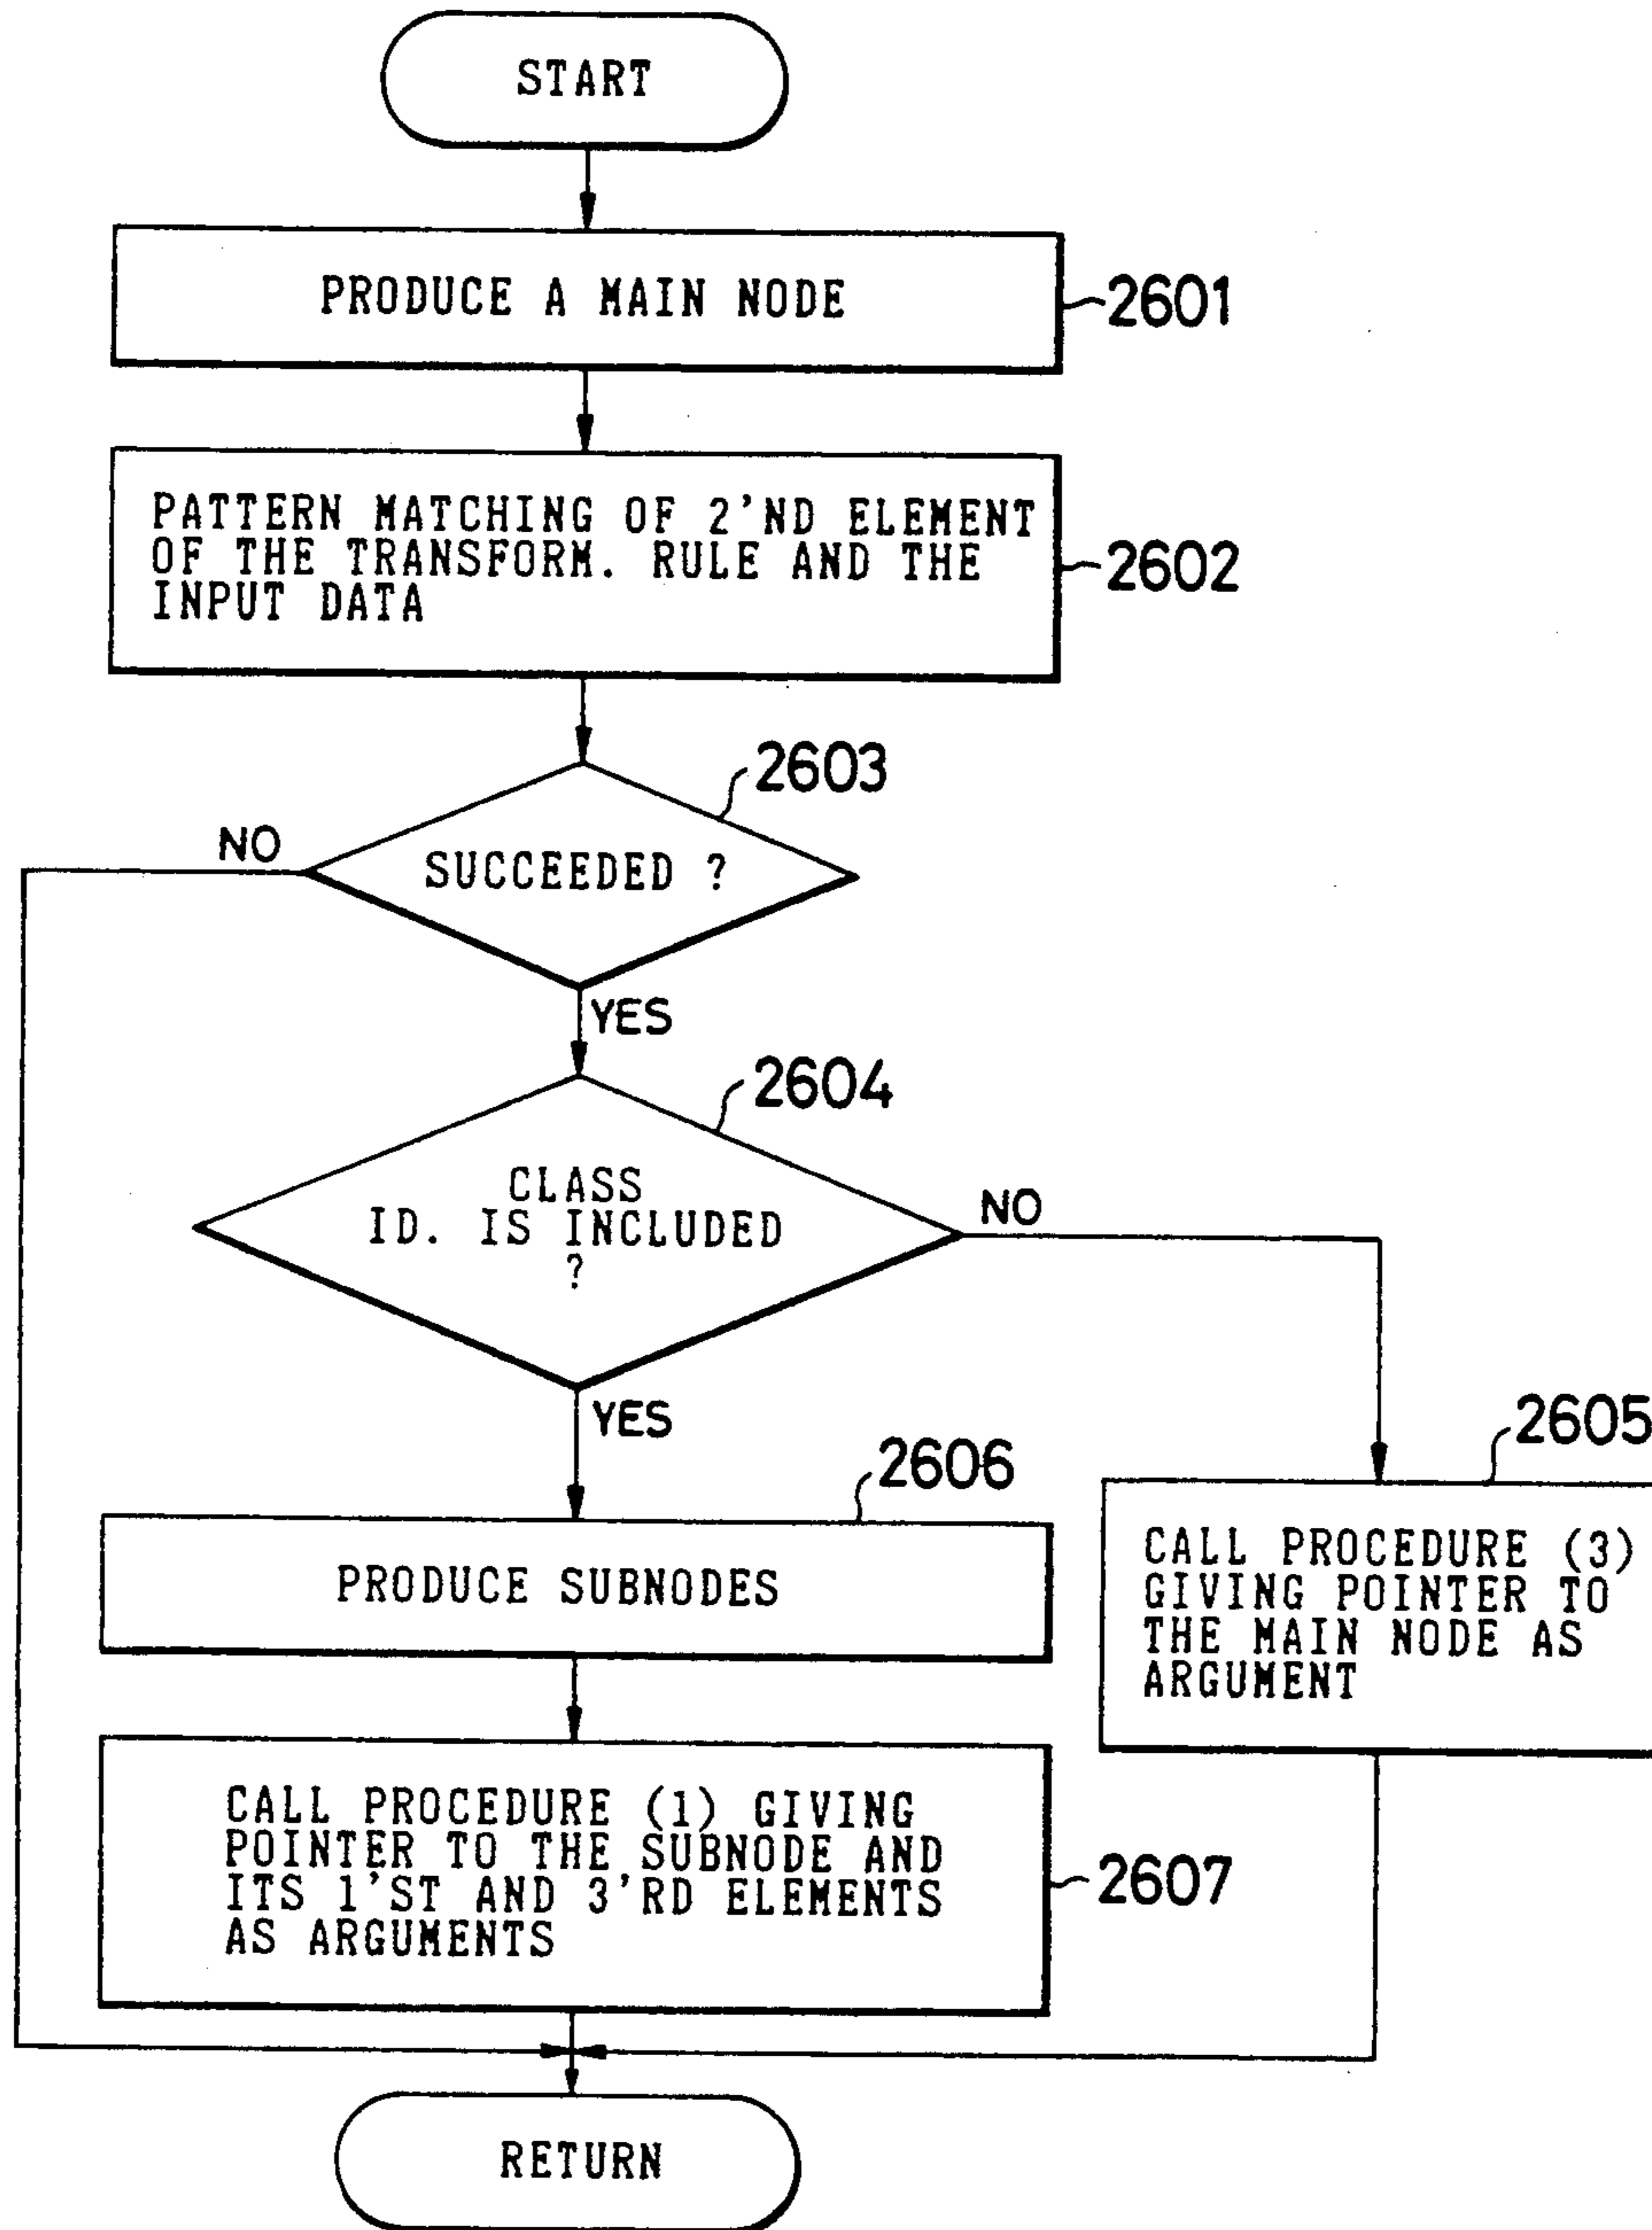 START
PRODUCE A MAIN NODE
2601
PATTERN MATCHING OF 2'ND ELEMENT
OF THE TRANSFORM. RULE AND THE
INPUT DATA
2602
2603
NO
SUCCEEDED ?
YES
2604
CLASS
ID. IS INCLUDED
?
NO
YES
2605
2606
PRODUCE SUBNODES
CALL PROCEDURE (3)
GIVING POINTER TO
THE MAIN NODE AS
ARGUMENT
CALL PROCEDURE (1) GIVING
POINTER TO THE SUBNODE AND
ITS 1'ST AND 3'RD ELEMENTS
AS ARGUMENTS
2607
RETURN